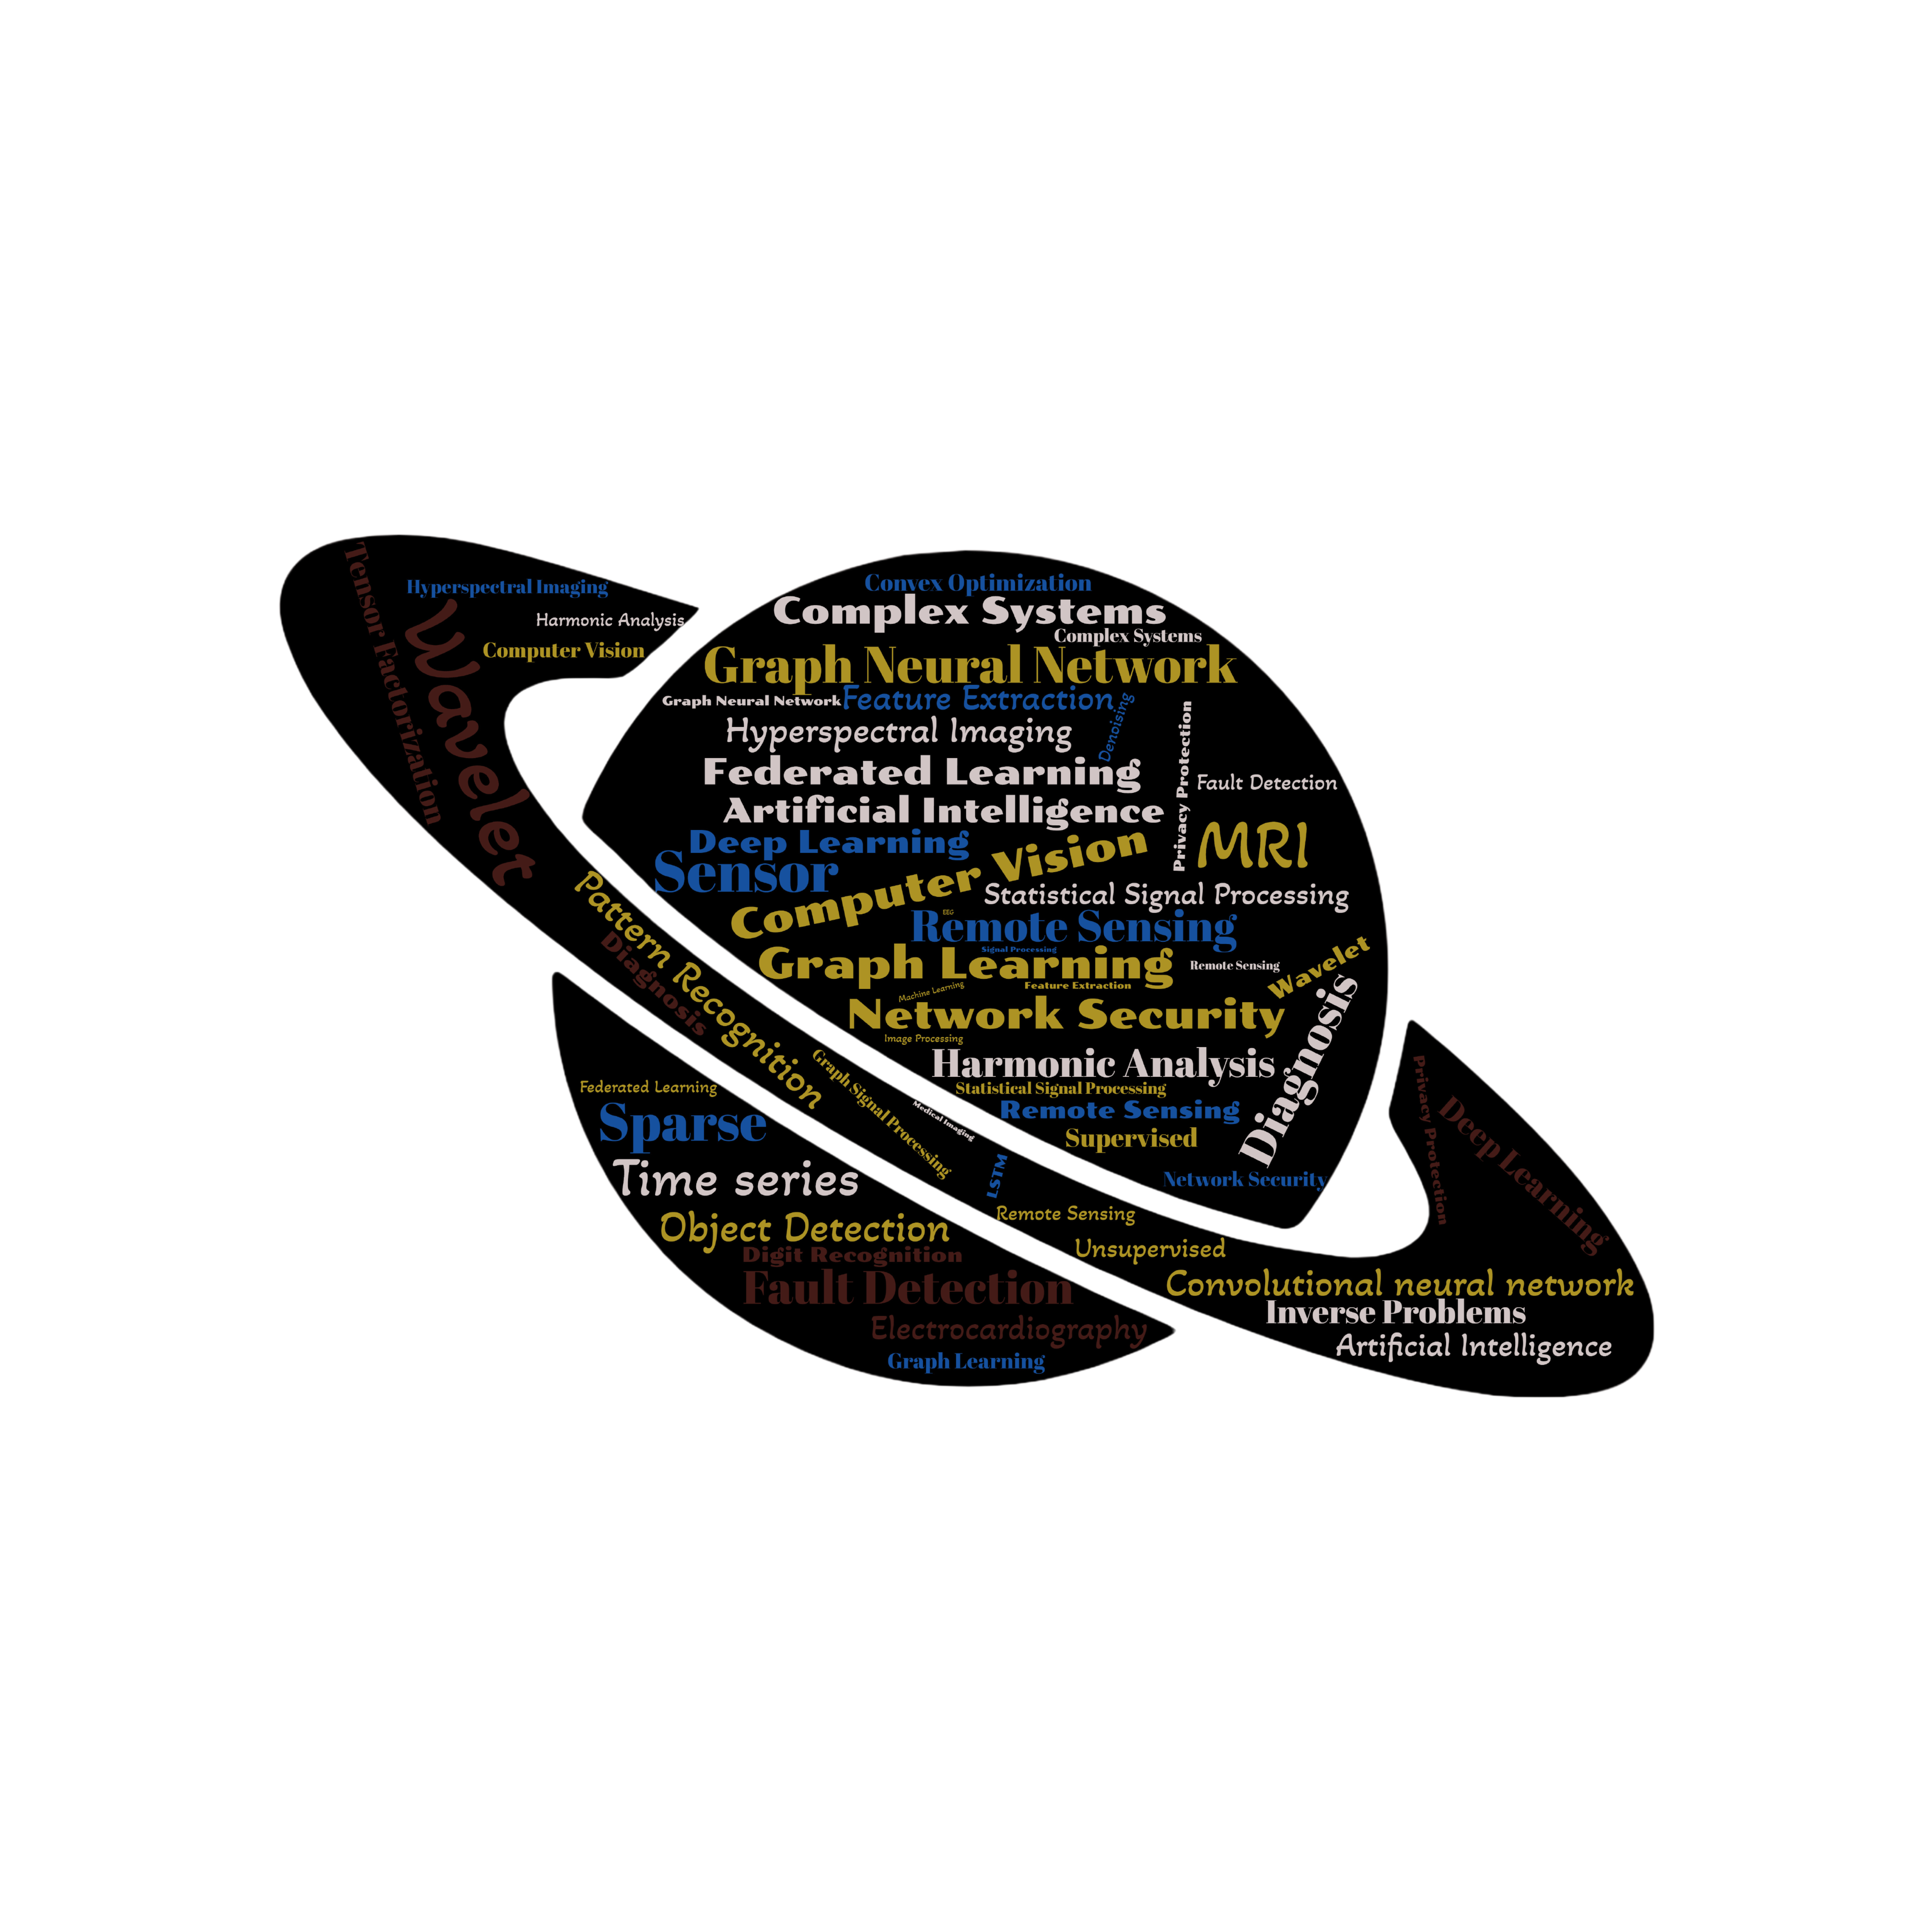 Tensor Factorization
Hyperspectral Imaging
Harmonic Analysis
Computer Vision
Wavelet
Convex Optimization
Complex Systems
Complex Systems
Graph Neural Network
Graph Neural Network
Feature Extraction
Denoising
Hyperspectral Imaging
Privacy Protection
Federated Learning
Fault Detection
Artificial Intelligence
Deep Learning
MRI
Sensor
Computer Vision
Statistical Signal Processing
EEG
Remote Sensing
Signal Processing
Graph Learning
Remote Sensing
Wavelet
Feature Extraction
Machine Learning
Network Security
Image Processing
Diagnosis
Harmonic Analysis
Statistical Signal Processing
Remote Sensing
Supervised
Network Security
Pattern Recognition
Diagnosis
Graph Signal Processing
Medical Imaging
LSTM
Remote Sensing
Unsupervised
Privacy Protection
Deep Learning
Convolutional neural network
Inverse Problems
Artificial Intelligence
Federated Learning
Sparse
Time series
Object Detection
Digit Recognition
Fault Detection
Electrocardiography
Graph Learning